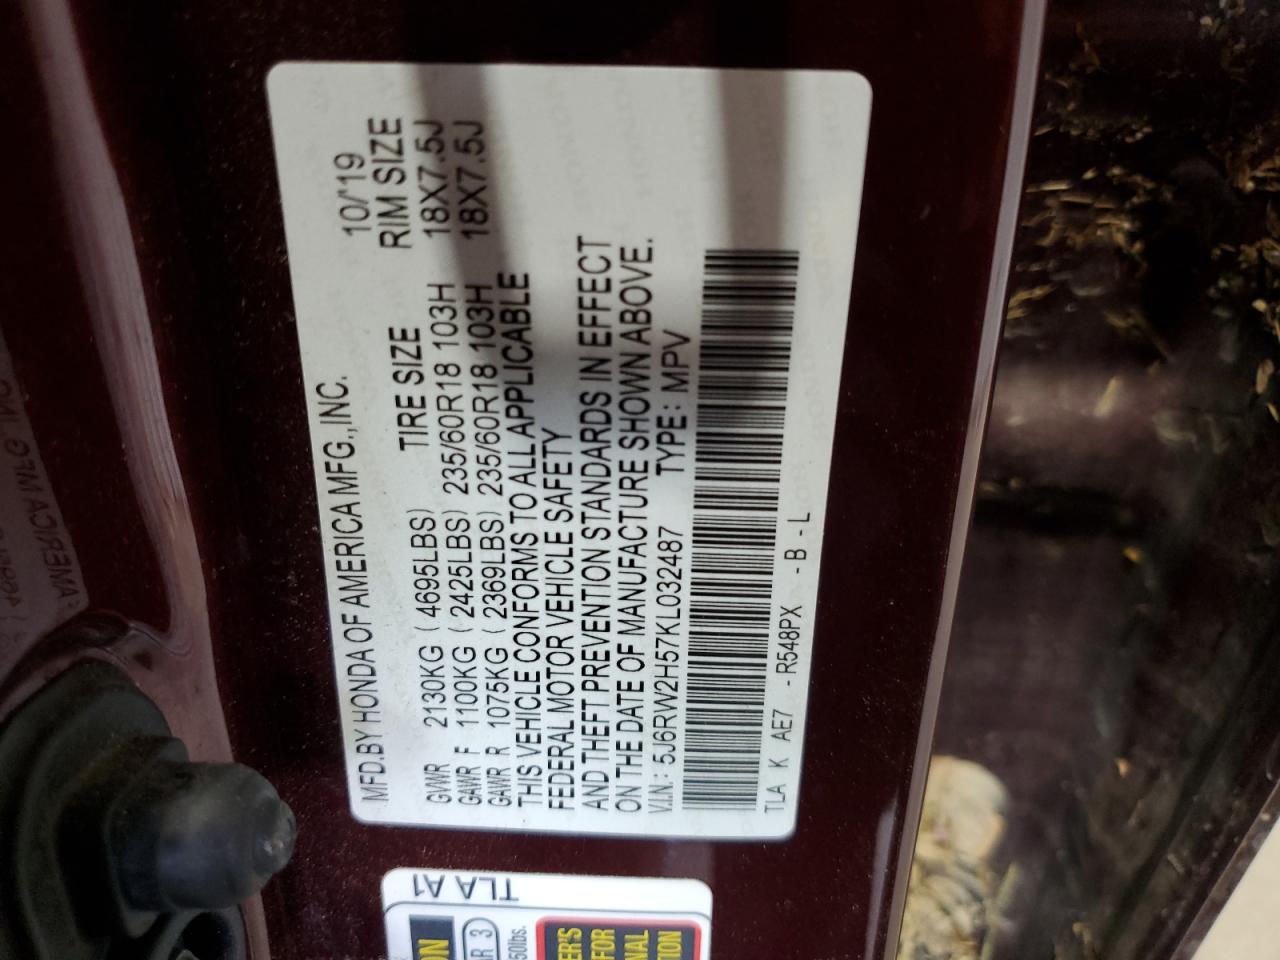 MFD.BY HONDA OF AMERICA MFG.,INC. 10/'19
TIRE SIZE RIM SIZE
GVWR 2130KG ( 4695LBS)
GAWR F 1100KG ( 2425LBS) 235/60R18 103H 18X7.5J
GAWR R 1075KG ( 2369LBS) 235/60R18 103H 18X7.5J
THIS VEHICLE CONFORMS TO ALL APPLICABLE
FEDERAL MOTOR VEHICLE SAFETY
AND THEFT PREVENTION STANDARDS IN EFFECT
ON THE DATE OF MANUFACTURE SHOWN ABOVE.
V.I.N.: 5J6RW2H57KL032487 TYPE: MPV
TLA K AE7 - R548PX - B - L
TLA A1